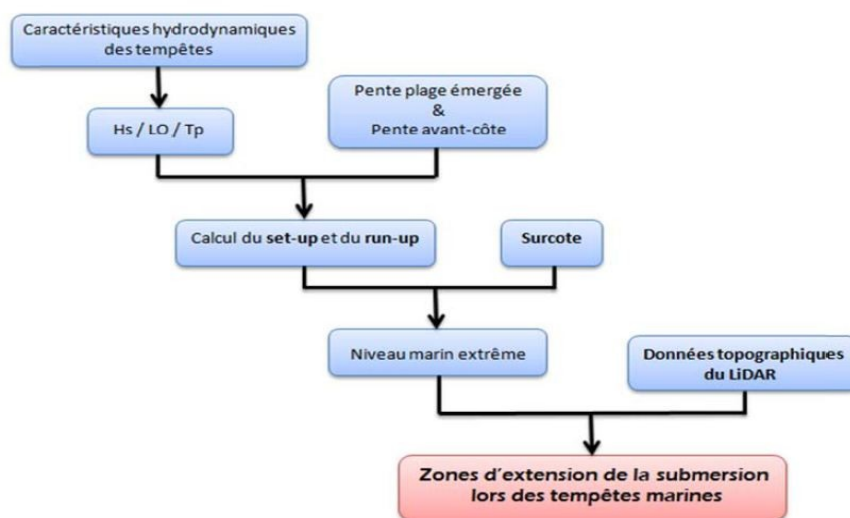 Caractéristiques hydrodynamiques
des tempêtes
Pente plage émergée
&
Pente avant-côte
Hs / LO / Tp
Calcul du set-up et du run-up
Surcote
Niveau marin extrême
Données topographiques
du LiDAR
Zones d'extension de la submersion
lors des tempêtes marines